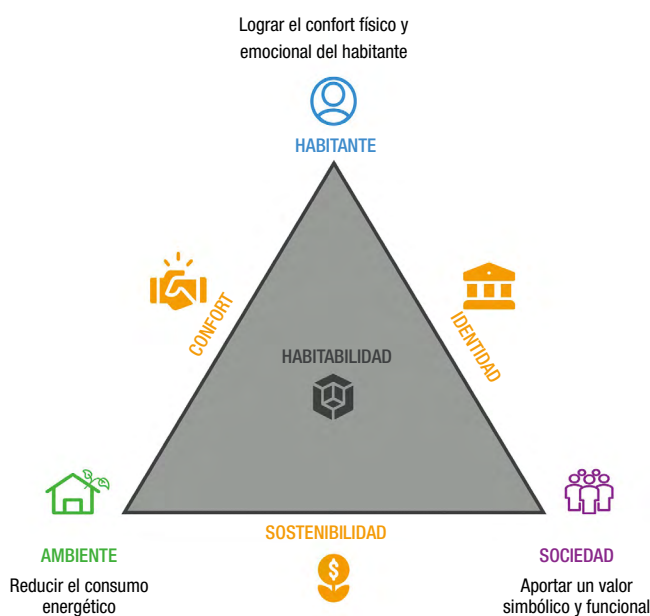 Lograr el confort físico y
emocional del habitante
HABITANTE
CONFORT
IDENTIDAD
HABITABILIDAD
SOSTENIBILIDAD
$
AMBIENTE
Reducir el consumo
energético
SOCIEDAD
Aportar un valor
simbólico y funcional